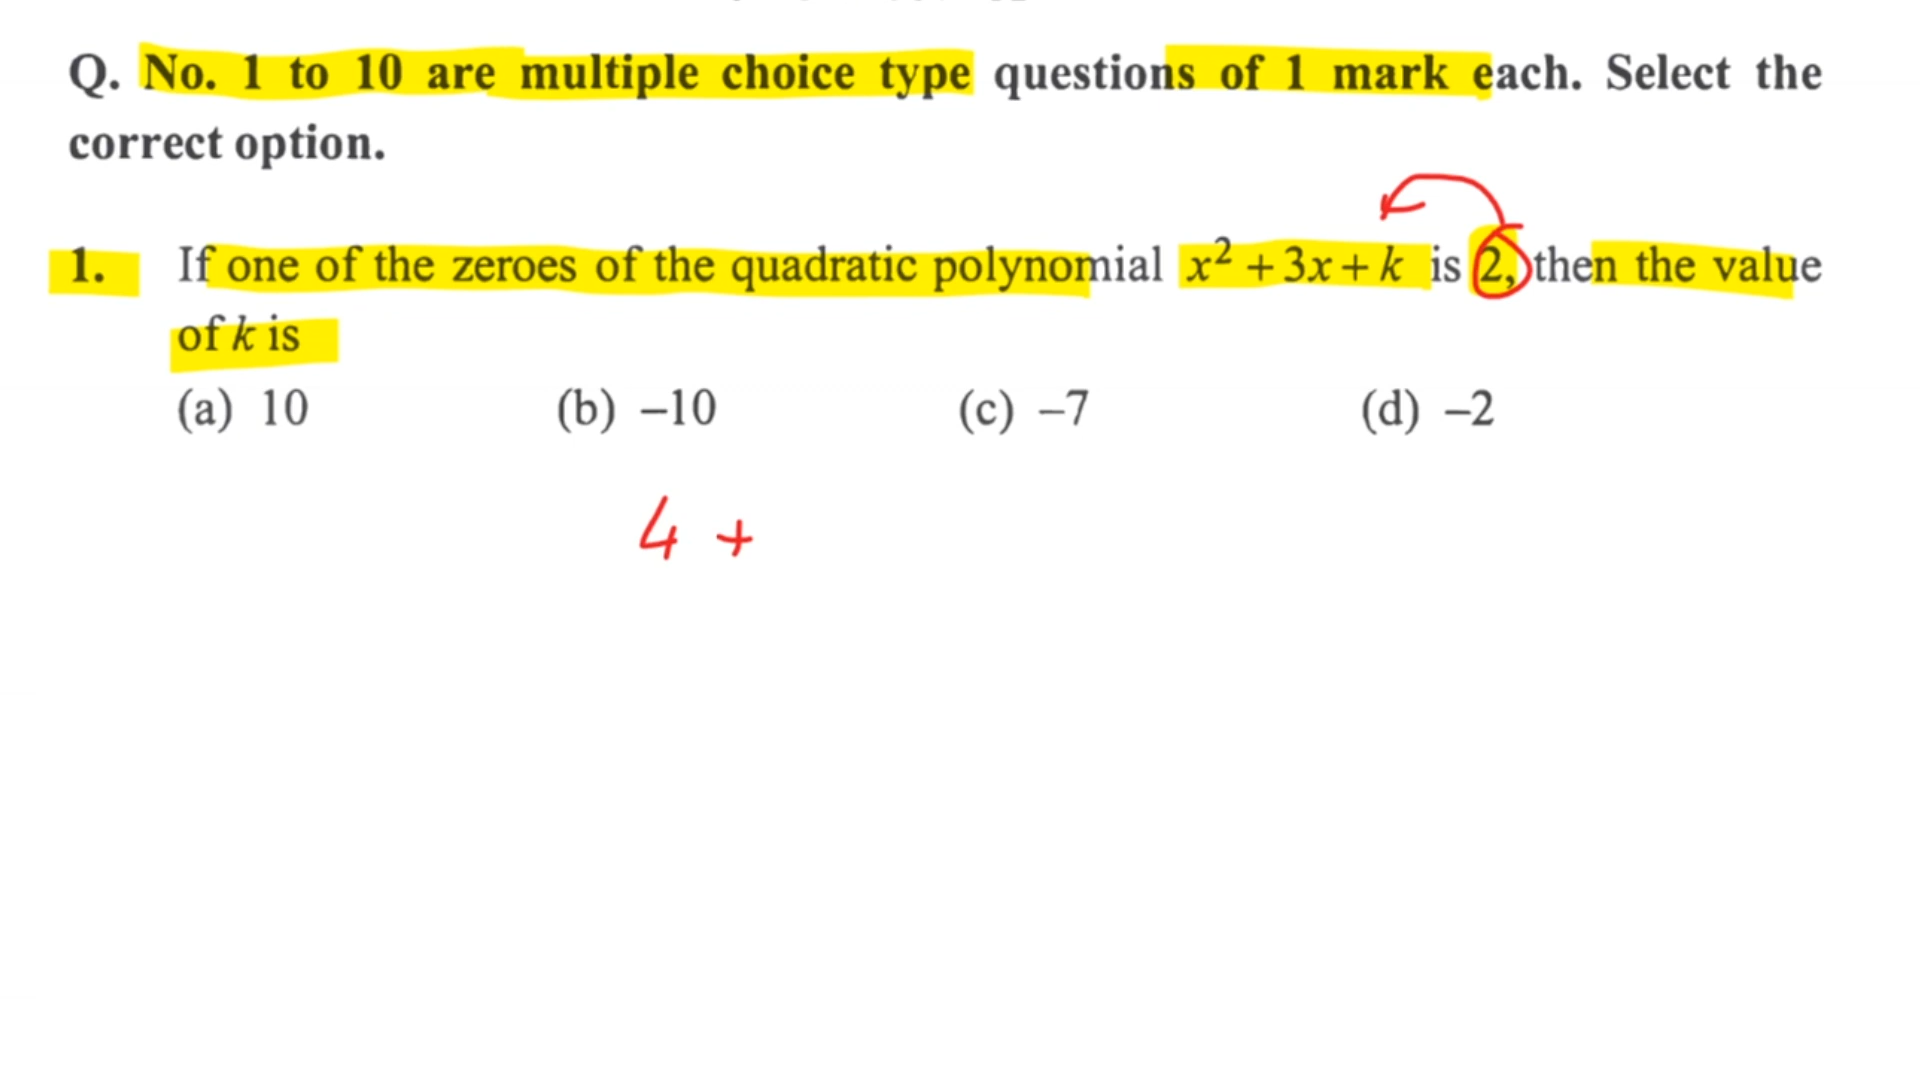 Q. No. 1 to 10 are multiple choice type questions of 1 mark each. Select the
correct option.
1. If one of the zeroes of the quadratic polynomial x² + 3x + k is 2, then the value
of k is
(a) 10 (b) –10 (c) –7 (d) –2
4 +